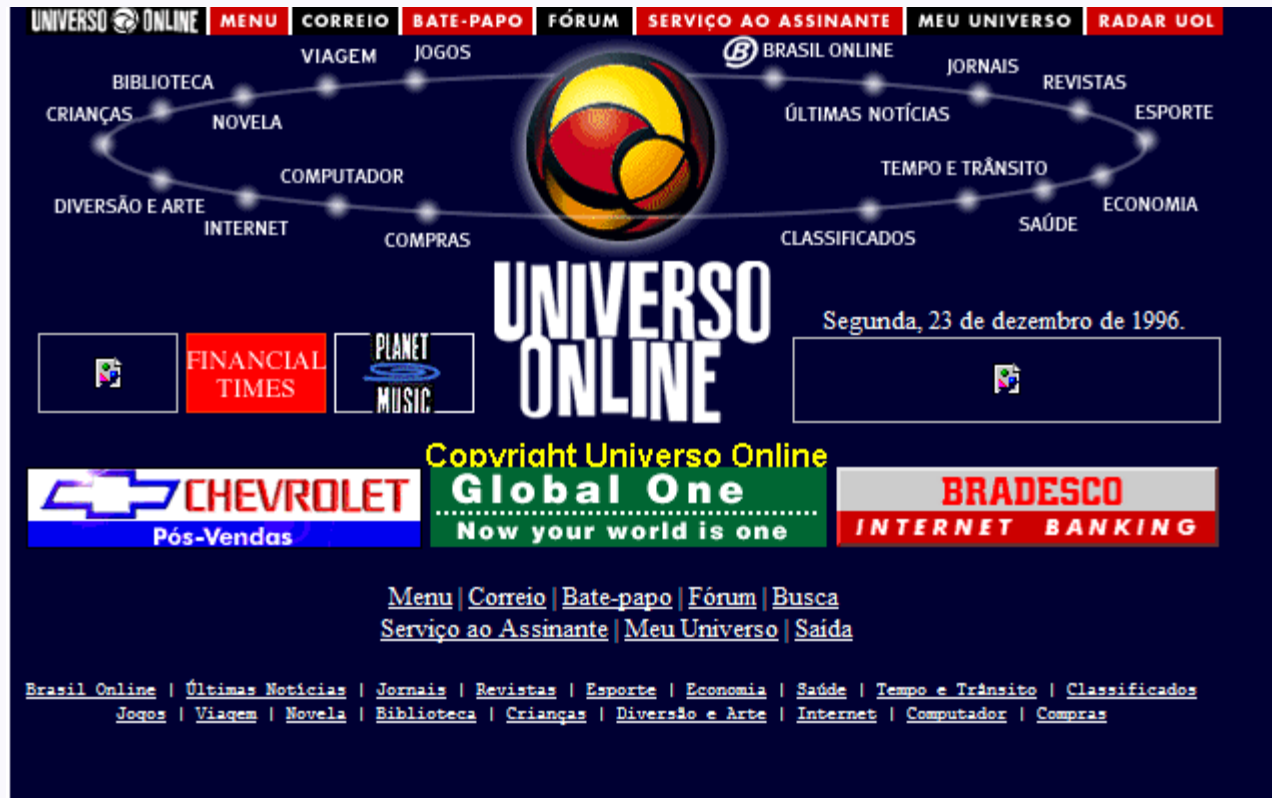 UNIVERSO ONLINE MENU CORREIO BATE-PAPO FÓRUM SERVIÇO AO ASSINANTE MEU UNIVERSO RADAR UOL
VIAGEM JOGOS BRASIL ONLINE JORNAIS
BIBLIOTECA REVISTAS
CRIANÇAS NOVELA ÚLTIMAS NOTÍCIAS ESPORTE
COMPUTADOR TEMPO E TRÂNSITO
DIVERSÃO E ARTE ECONOMIA
INTERNET COMPRAS CLASSIFICADOS SAÚDE
UNIVERSO
ONLINE
Segunda, 23 de dezembro de 1996.
FINANCIAL
TIMES
PLANET
MUSIC
Copyright Universo Online
CHEVROLET
Pós-Vendas
Global One
Now your world is one
BRADESCO
INTERNET BANKING
Menu | Correio | Bate-papo | Fórum | Busca
Serviço ao Assinante | Meu Universo | Saída
Brasil Online | Últimas Notícias | Jornais | Revistas | Esporte | Economia | Saúde | Tempo e Trânsito | Classificados
Jogos | Viagem | Novela | Biblioteca | Crianças | Diversão e Arte | Internet | Computador | Compras